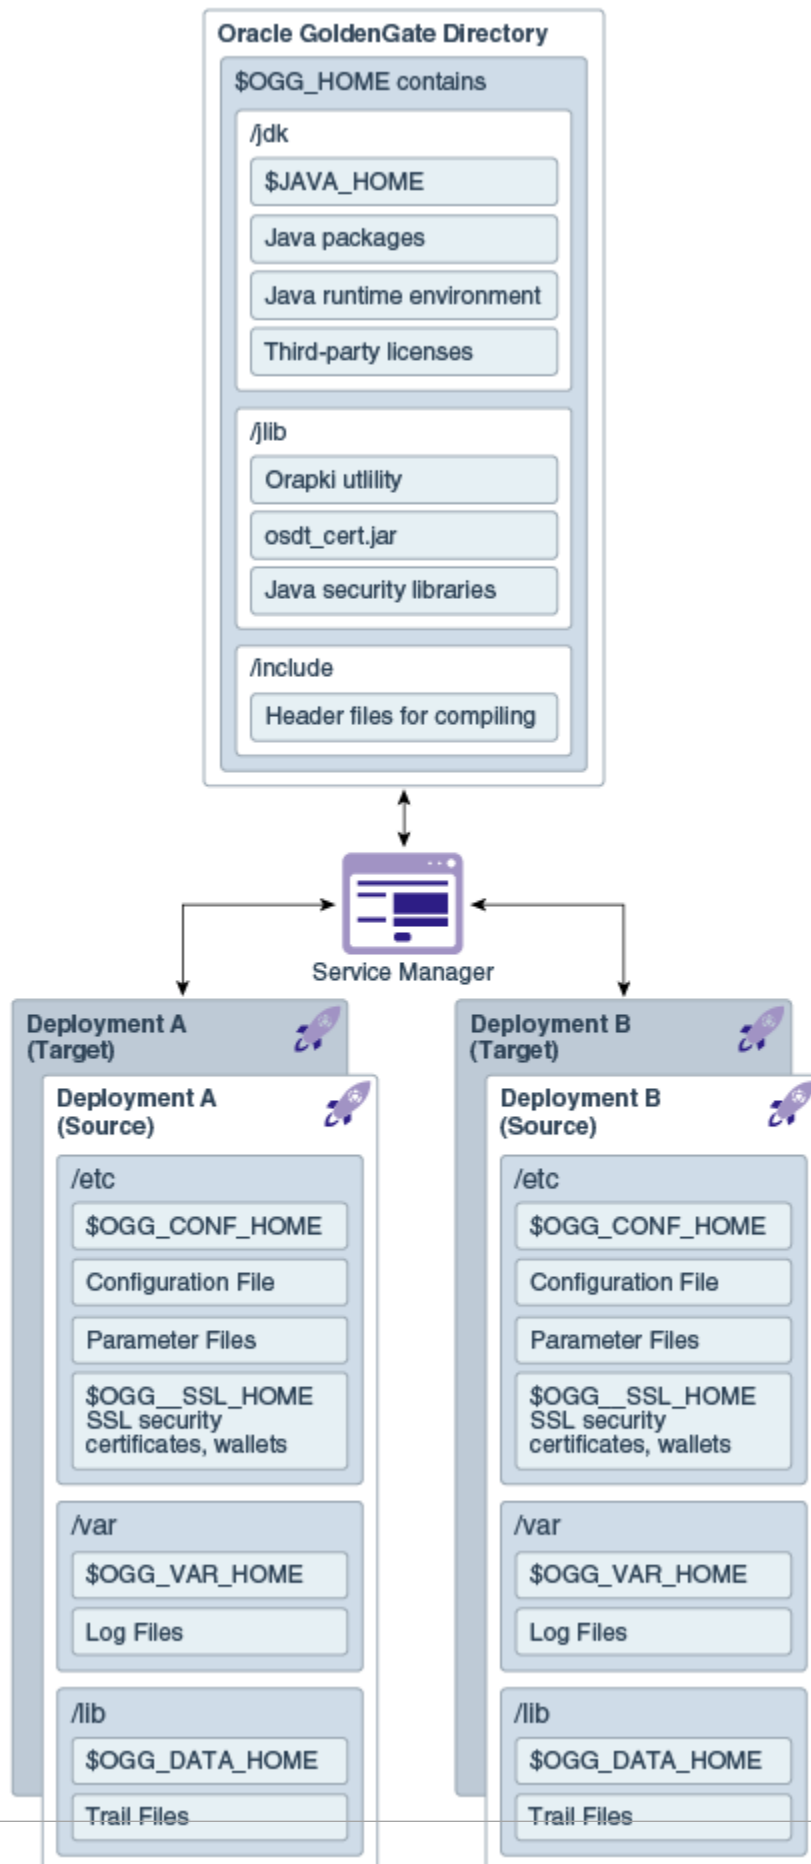 Oracle GoldenGate Directory
$OGG_HOME contains
/jdk
$JAVA_HOME
Java packages
Java runtime environment
Third-party licenses
/jlib
Orapki utlility
osdt_cert.jar
Java security libraries
/include
Header files for compiling
Service Manager
Deployment A
(Target)
Deployment A
(Source)
/etc
$OGG_CONF_HOME
Configuration File
Parameter Files
$OGG__SSL_HOME
SSL security
certificates, wallets
/var
$OGG_VAR_HOME
Log Files
/lib
$OGG_DATA_HOME
Trail Files
Deployment B
(Target)
Deployment B
(Source)
/etc
$OGG_CONF_HOME
Configuration File
Parameter Files
$OGG__SSL_HOME
SSL security
certificates, wallets
/var
$OGG_VAR_HOME
Log Files
/lib
$OGG_DATA_HOME
Trail Files